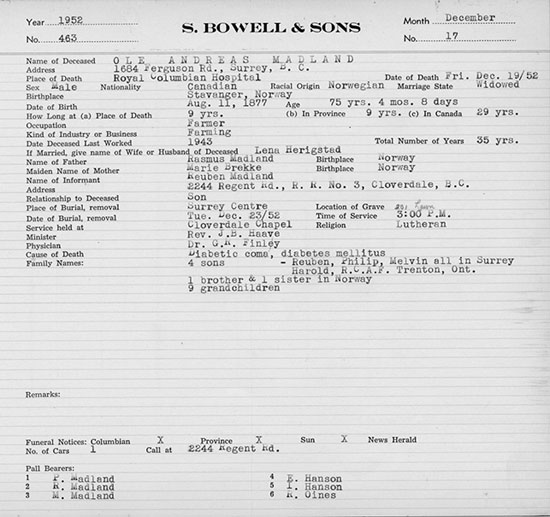 Year 1952 S. BOWELL & SONS Month December
No. 463 No. 17
Name of Deceased OLE ANDREAS MADLAND
Address 1684 Ferguson Rd., Surrey, B. C.
Place of Death Royal Columbian Hospital Date of Death Fri. Dec. 19/52
Sex Male Nationality Canadian Racial Origin Norwegian Marriage State Widowed
Birthplace Stavanger, Norway
Date of Birth Aug. 11, 1877 Age 75 yrs. 4 mos. 8 days
How Long at (a) Place of Death 9 yrs. (b) In Province 9 yrs. (c) In Canada 29 yrs.
Occupation Farmer
Kind of Industry or Business Farming
Date Deceased Last Worked 1943 Total Number of Years 35 yrs.
If Married, give name of Wife or Husband of Deceased Lena Herigstad
Name of Father Rasmus Madland Birthplace Norway
Maiden Name of Mother Marie Brekke Birthplace Norway
Name of Informant Reuben Madland
Address 2244 Regent Rd., R. R. No. 3, Cloverdale, B.C.
Relationship to Deceased Son
Place of Burial, removal Surrey Centre Location of Grave
Date of Burial, removal Tue. Dec. 23/52 Time of Service 3:00 P.M.
Service held at Cloverdale Chapel Religion Lutheran
Minister Rev. J.B. Haave
Physician Dr. G.R. Finley
Cause of Death Diabetic coma, diabetes mellitus
Family Names: 4 sons - Reuben, Philip, Melvin all in Surrey
Harold, R.C.A.F. Trenton, Ont.
1 brother & 1 sister in Norway
9 grandchildren
Remarks:
Funeral Notices: Columbian X Province X Sun X News Herald
No. of Cars 1 Call at 2244 Regent Rd.
Pall Bearers:
1 P. Madland 4 E. Hanson
2 R. Madland 5 I. Hanson
3 M. Madland 6 R. Oines